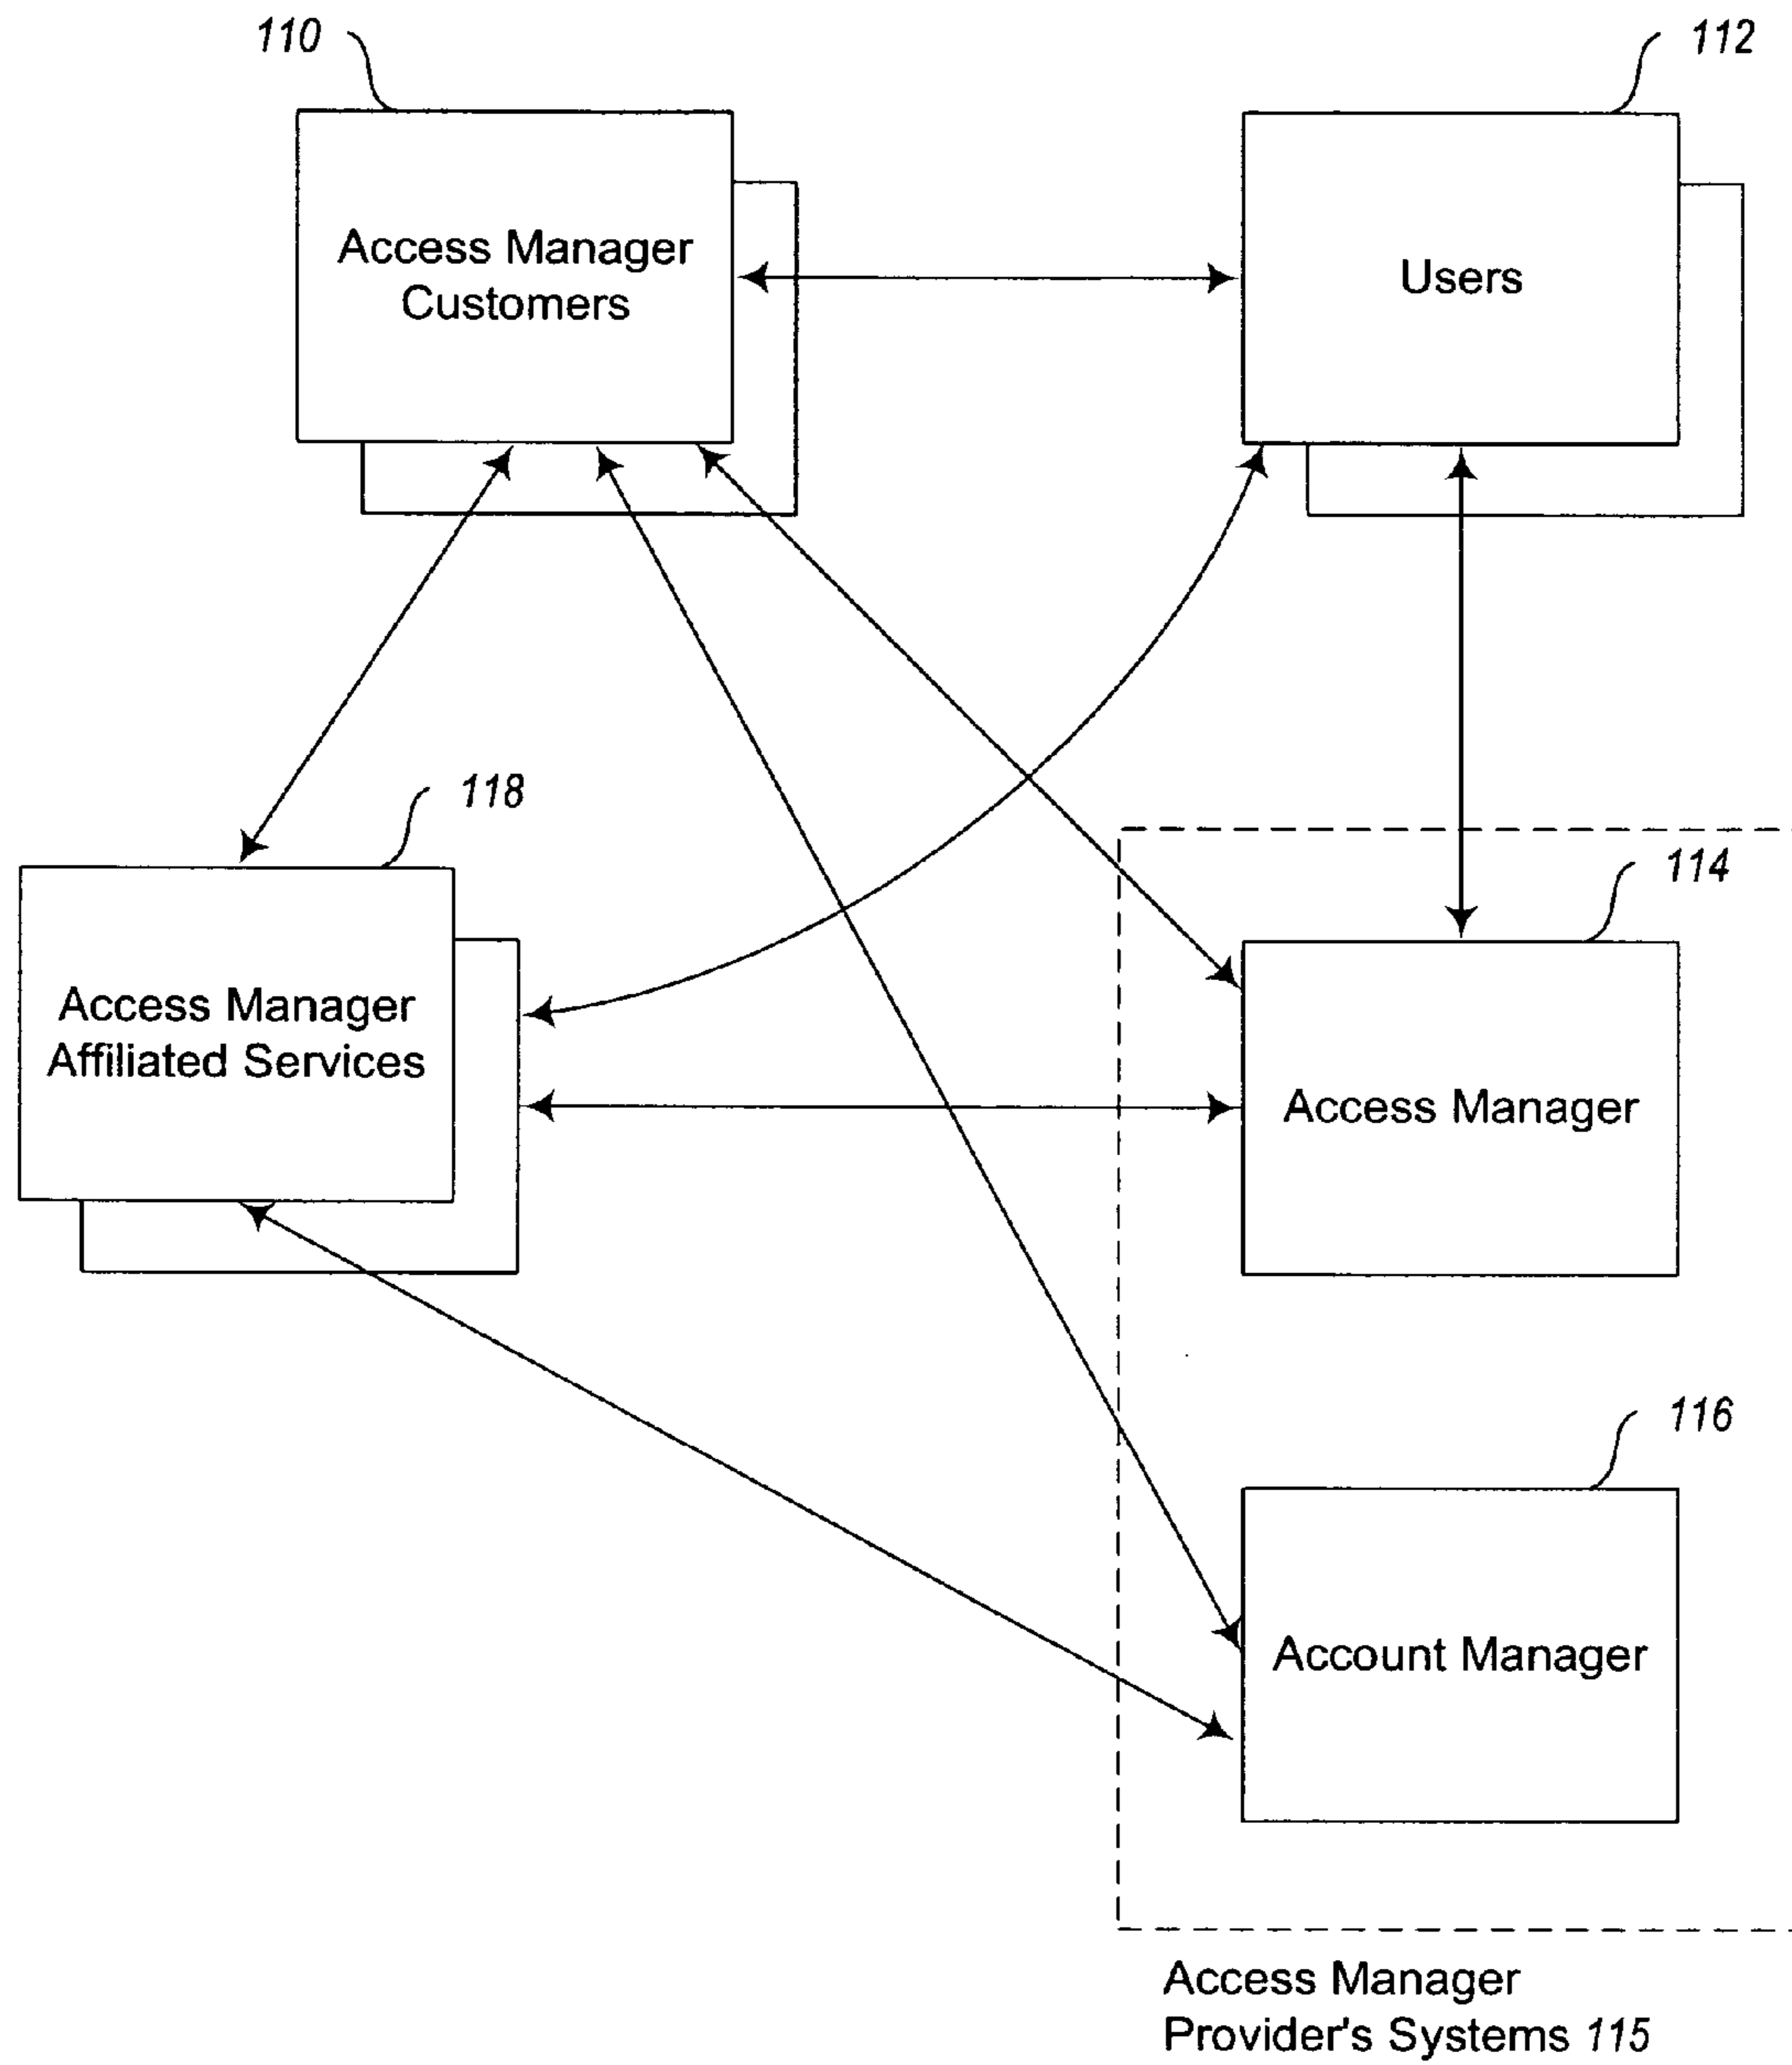 110
112
Access Manager
Customers
Users
118
114
Access Manager
Affiliated Services
Access Manager
116
Account Manager
Access Manager
Provider's Systems 115